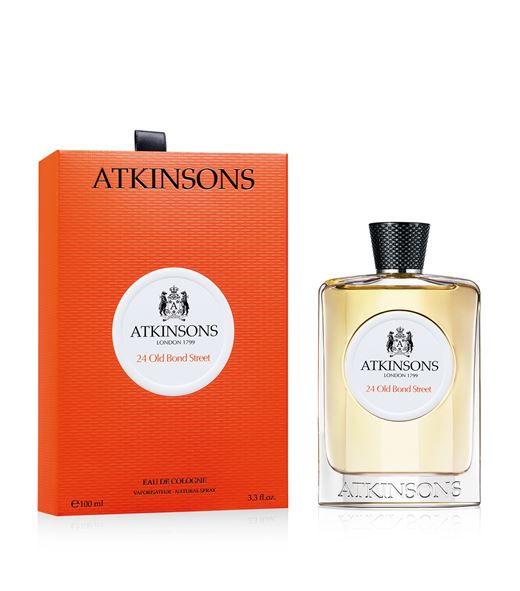 ATKINSONS
A
ATKINSONS
LONDON 1799
24 Old Bond Street
EAU DE COLOGNE
VAPORISATEUR - NATURAL SPRAY
℮100 ml
3.3 fl.oz.
A
ATKINSONS
LONDON 1799
24 Old Bond Street
ATKINSONS